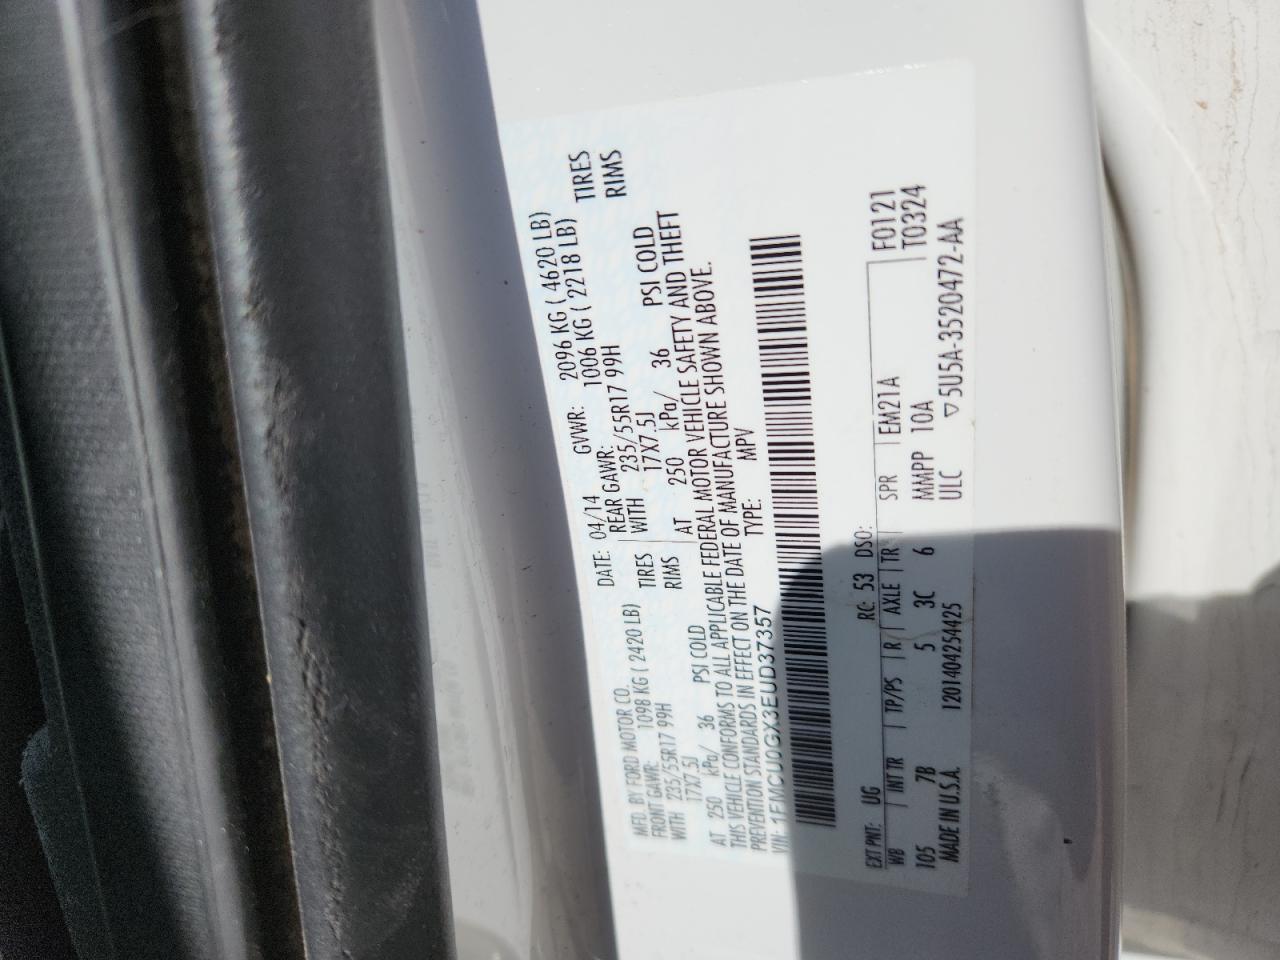 MFD. BY FORD MOTOR CO. DATE: 04/14 GVWR: 2096 KG ( 4620 LB)
FRONT GAWR: 1098 KG ( 2420 LB) REAR GAWR: 1006 KG ( 2218 LB)
WITH 235/55R17 99H TIRES WITH 235/55R17 99H TIRES
17X7.5J RIMS 17X7.5J RIMS
AT 250 kPa/ 36 PSI COLD AT 250 kPa/ 36 PSI COLD
THIS VEHICLE CONFORMS TO ALL APPLICABLE FEDERAL MOTOR VEHICLE SAFETY AND THEFT
PREVENTION STANDARDS IN EFFECT ON THE DATE OF MANUFACTURE SHOWN ABOVE.
VIN: 1FMCU0GX3EUD37357 TYPE: MPV
EXT PNT: UG RC: 53 DSO: F0121
WB INT TR TP/PS R AXLE TR SPR EM21A T0324
105 7B 5 3C 6 MMPP 10A
MADE IN U.S.A. 1201404254425 ULC ▽5U5A-3520472-AA